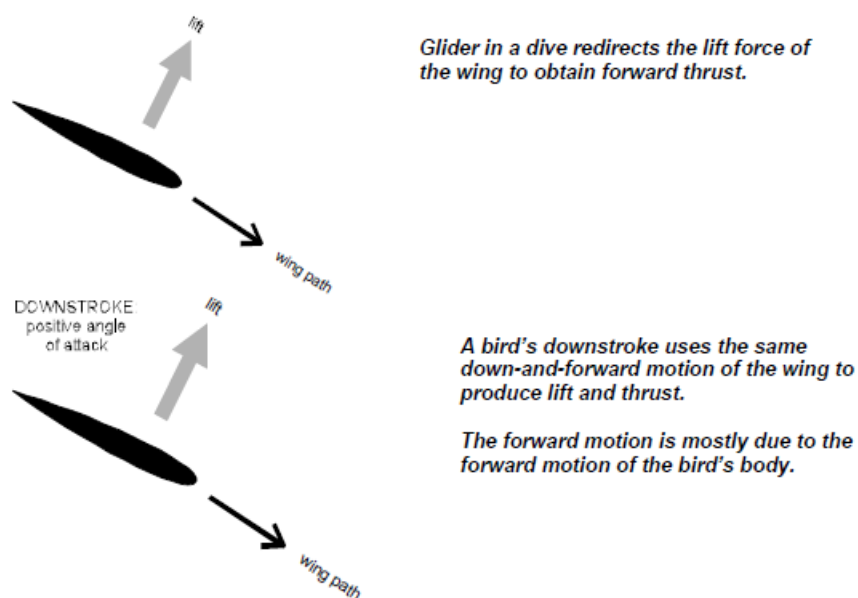 lift
Glider in a dive redirects the lift force of
the wing to obtain forward thrust.
wing path
DOWNSTROKE:
positive angle
of attack
lift
A bird's downstroke uses the same
down-and-forward motion of the wing to
produce lift and thrust.
The forward motion is mostly due to the
forward motion of the bird's body.
wing path